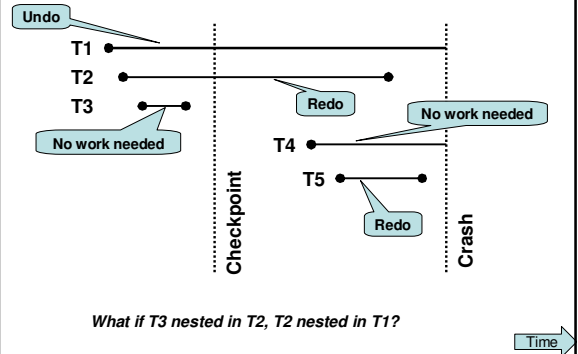 Undo
T1
T2
Redo
T3
No work needed
No work needed
T4
T5
Redo
Checkpoint
Crash
What if T3 nested in T2, T2 nested in T1?
Time